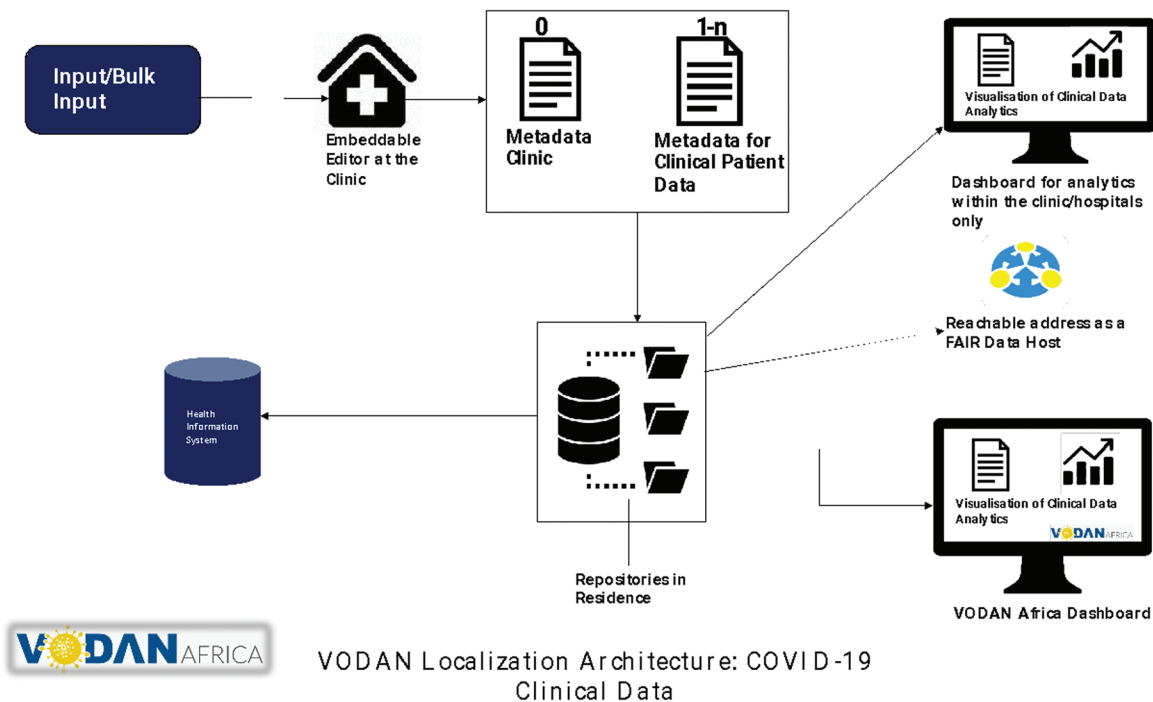 Input/Bulk
Input
Embeddable
Editor at the
Clinic
0
Metadata
Clinic
1-n
Metadata for
Clinical Patient
Data
Visualisation of Clinical Data
Analytics
Dashboard for analytics
within the clinic/hospitals
only
Reachable address as a
FAIR Data Host
Health
Information
System
Repositories in
Residence
Visualisation of Clinical Data
Analytics
VODAN AFRICA
VODAN Africa Dashboard
VODAN AFRICA
VODAN Localization Architecture: COVID-19
Clinical Data